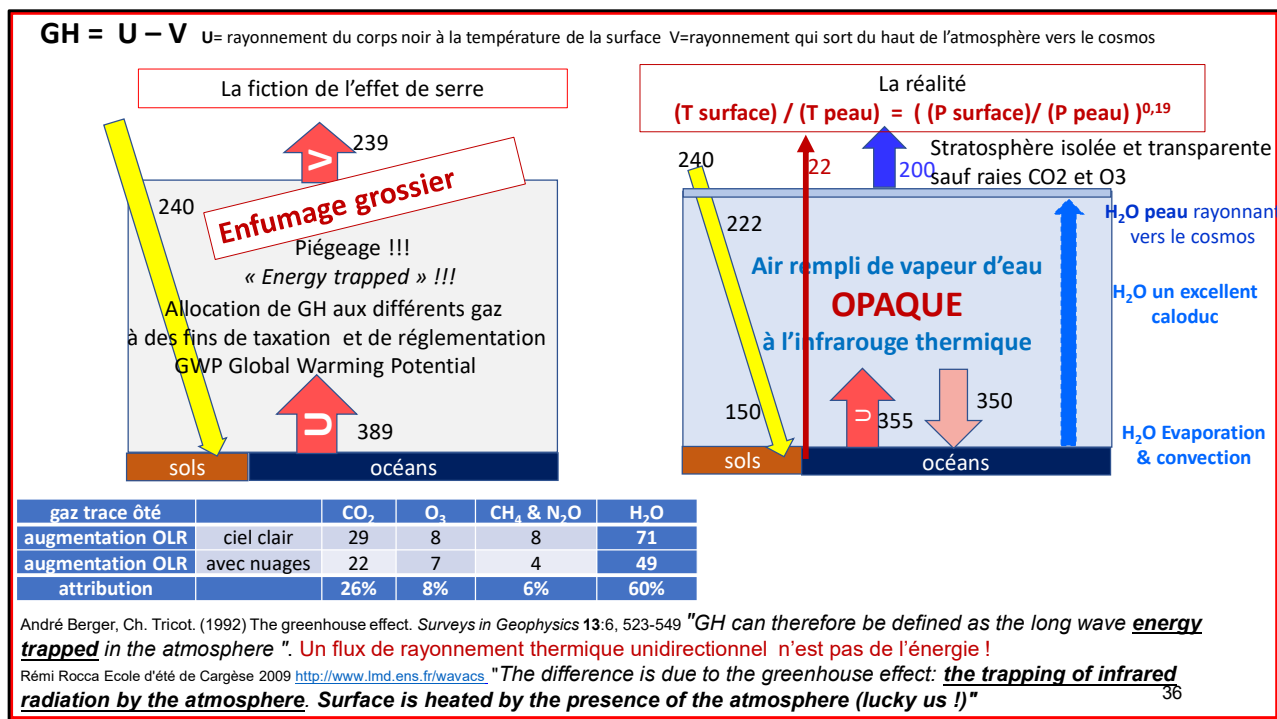 GH = U – V U= rayonnement du corps noir à la température de la surface V=rayonnement qui sort du haut de l'atmosphère vers le cosmos
La fiction de l'effet de serre
V
239
240
Enfumage grossier
Piégeage !!!
« Energy trapped » !!!
Allocation de GH aux différents gaz
à des fins de taxation et de réglementation
GWP Global Warming Potential
U
389
sols
océans
La réalité
(T surface) / (T peau) = ( (P surface)/ (P peau) )0,19
240
22
200
Stratosphère isolée et transparente
sauf raies CO2 et O3
222
H2O peau rayonnant
vers le cosmos
Air rempli de vapeur d'eau
OPAQUE
à l'infrarouge thermique
H2O un excellent
caloduc
150
U
355
350
H2O Evaporation
& convection
sols
océans
gaz trace ôté CO2 O3 CH4 & N2O H2O
augmentation OLR ciel clair 29 8 8 71
augmentation OLR avec nuages 22 7 4 49
attribution 26% 8% 6% 60%
André Berger, Ch. Tricot. (1992) The greenhouse effect. Surveys in Geophysics 13:6, 523-549 "GH can therefore be defined as the long wave energy
trapped in the atmosphere ". Un flux de rayonnement thermique unidirectionnel n'est pas de l'énergie !
Rémi Rocca Ecole d'été de Cargèse 2009 http://www.lmd.ens.fr/wavacs "The difference is due to the greenhouse effect: the trapping of infrared
radiation by the atmosphere. Surface is heated by the presence of the atmosphere (lucky us !)"
36